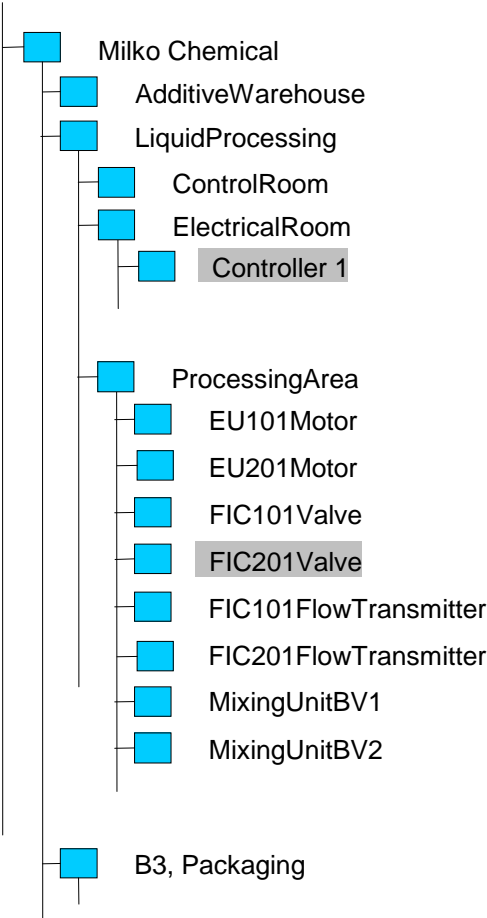 Milko Chemical
AdditiveWarehouse
LiquidProcessing
ControlRoom
ElectricalRoom
Controller 1
ProcessingArea
EU101Motor
EU201Motor
FIC101Valve
FIC201Valve
FIC101FlowTransmitter
FIC201FlowTransmitter
MixingUnitBV1
MixingUnitBV2
B3, Packaging